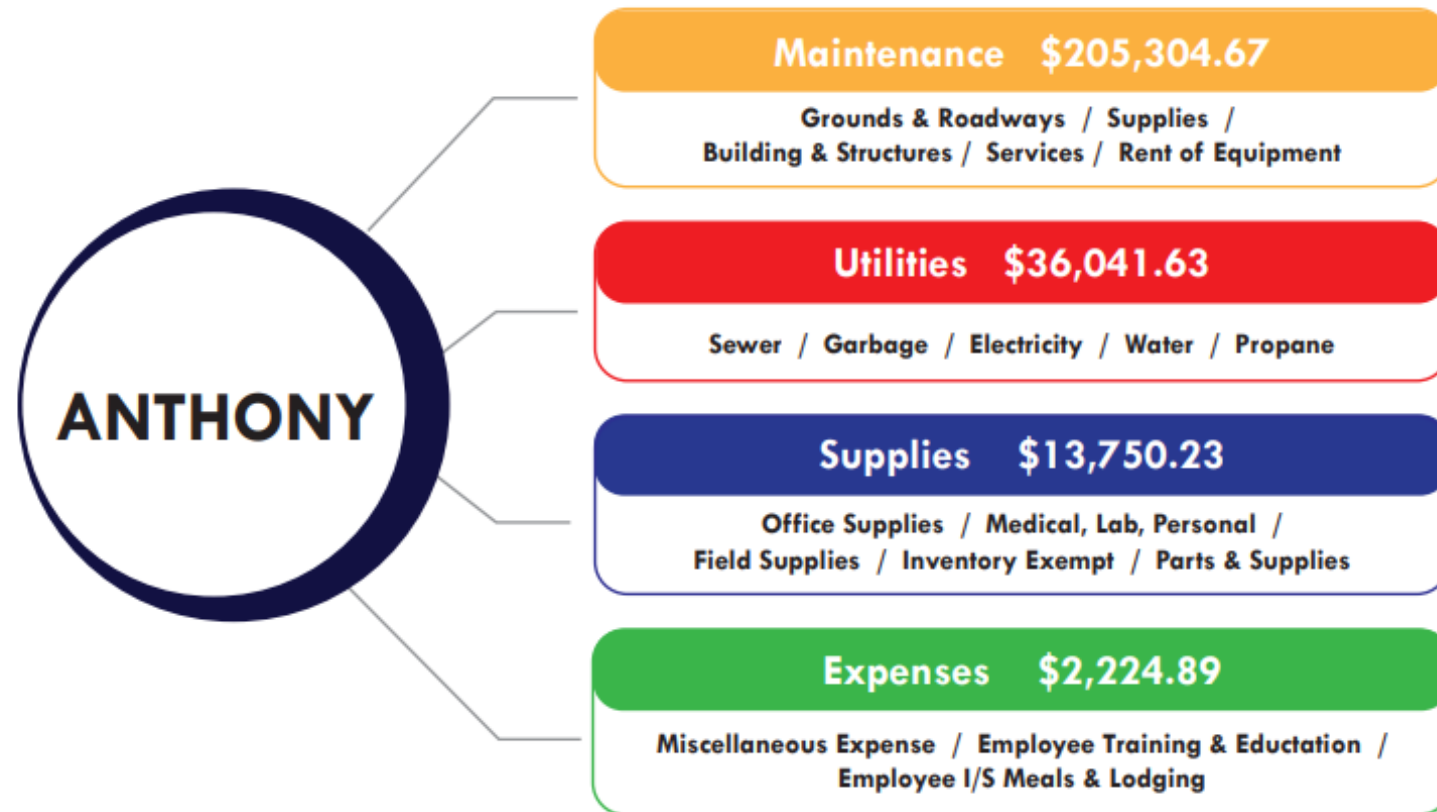 ANTHONY
Maintenance $205,304.67
Grounds & Roadways / Supplies /
Building & Structures / Services / Rent of Equipment
Utilities $36,041.63
Sewer / Garbage / Electricity / Water / Propane
Supplies $13,750.23
Office Supplies / Medical, Lab, Personal /
Field Supplies / Inventory Exempt / Parts & Supplies
Expenses $2,224.89
Miscellaneous Expense / Employee Training & Eductation /
Employee I/S Meals & Lodging